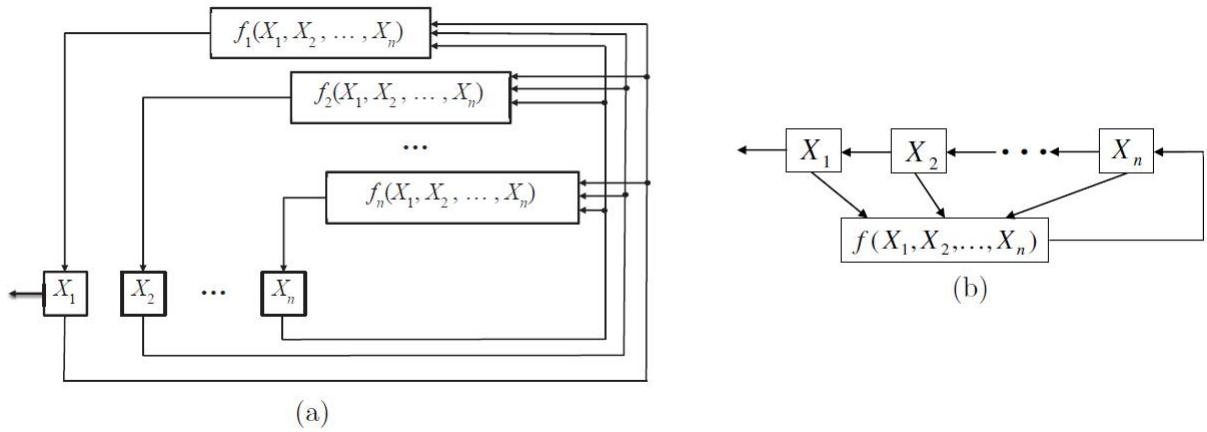 f₁(X₁, X₂, ... , Xₙ)
f₂(X₁, X₂, ... , Xₙ)
...
fₙ(X₁, X₂, ... , Xₙ)
X₁ X₂ ... Xₙ
(a)
X₁ X₂ ... Xₙ
f(X₁, X₂,..., Xₙ)
(b)